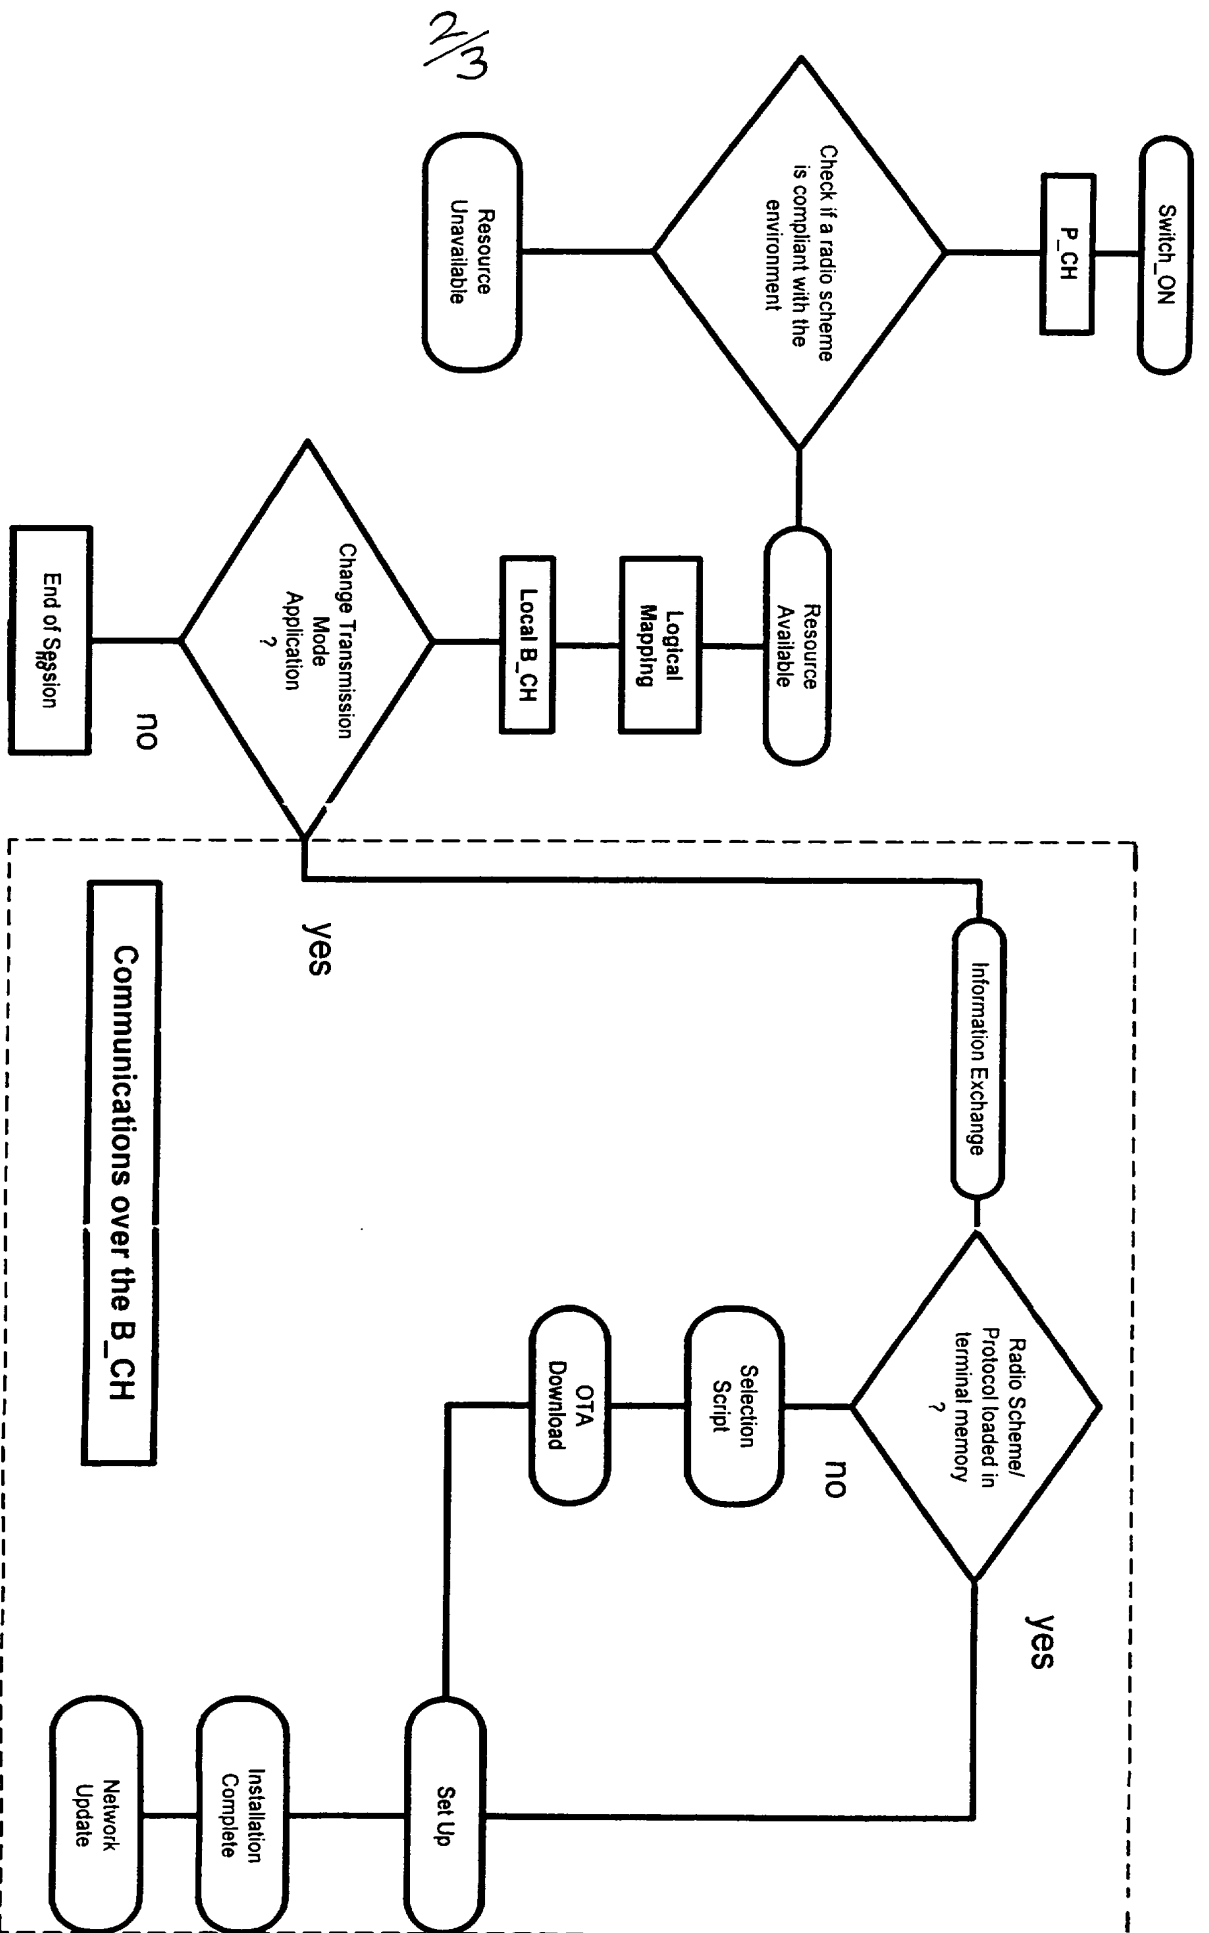 2/3
Switch_ON
P_CH
Check if a radio scheme
is compliant with the
environment
Resource
Unavailable
Resource
Available
Logical
Mapping
Local B_CH
Change Transmission
Mode
Application
?
no
End of Session
no
yes
Information Exchange
Radio Scheme/
Protocol loaded in
terminal memory
?
yes
no
Selection
Script
OTA
Download
Set Up
Installation
Complete
Network
Update
Communications over the B_CH